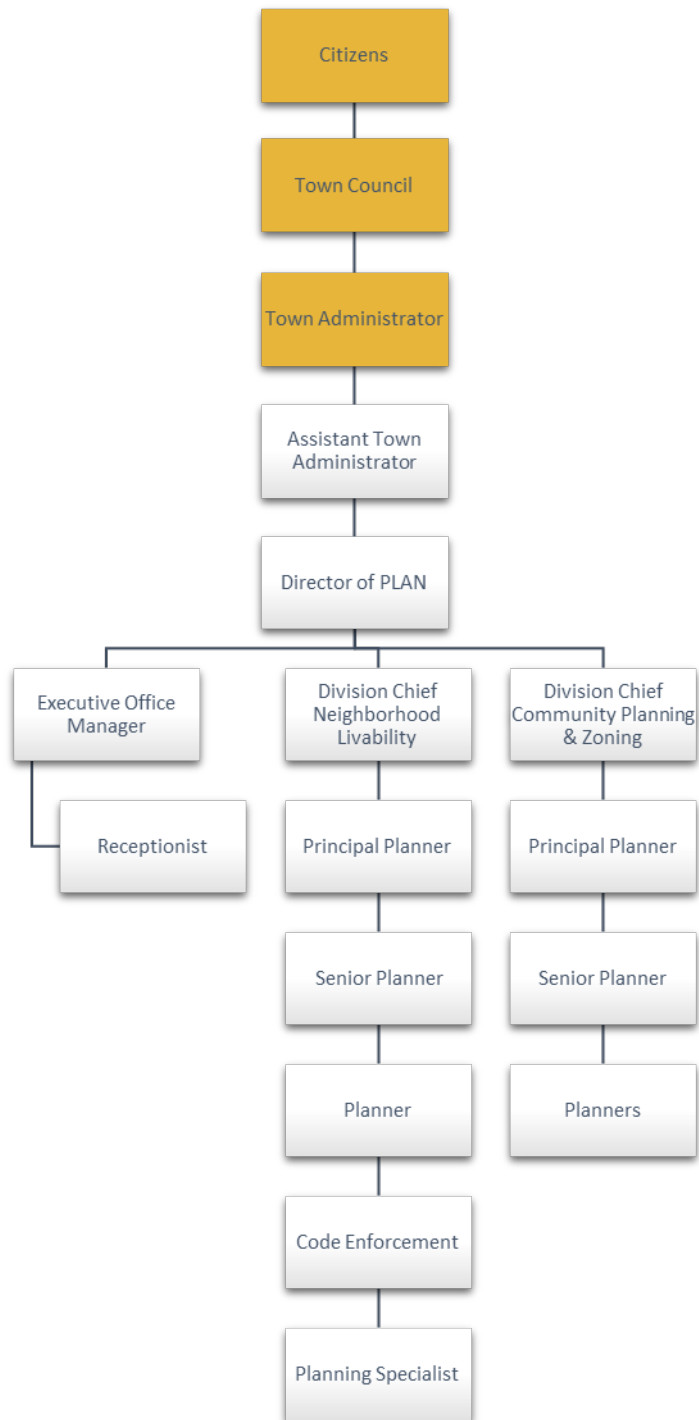 Citizens
Town Council
Town Administrator
Assistant Town
Administrator
Director of PLAN
Executive Office
Manager
Division Chief
Neighborhood
Livability
Division Chief
Community Planning
& Zoning
Receptionist
Principal Planner
Principal Planner
Senior Planner
Senior Planner
Planner
Planners
Code Enforcement
Planning Specialist